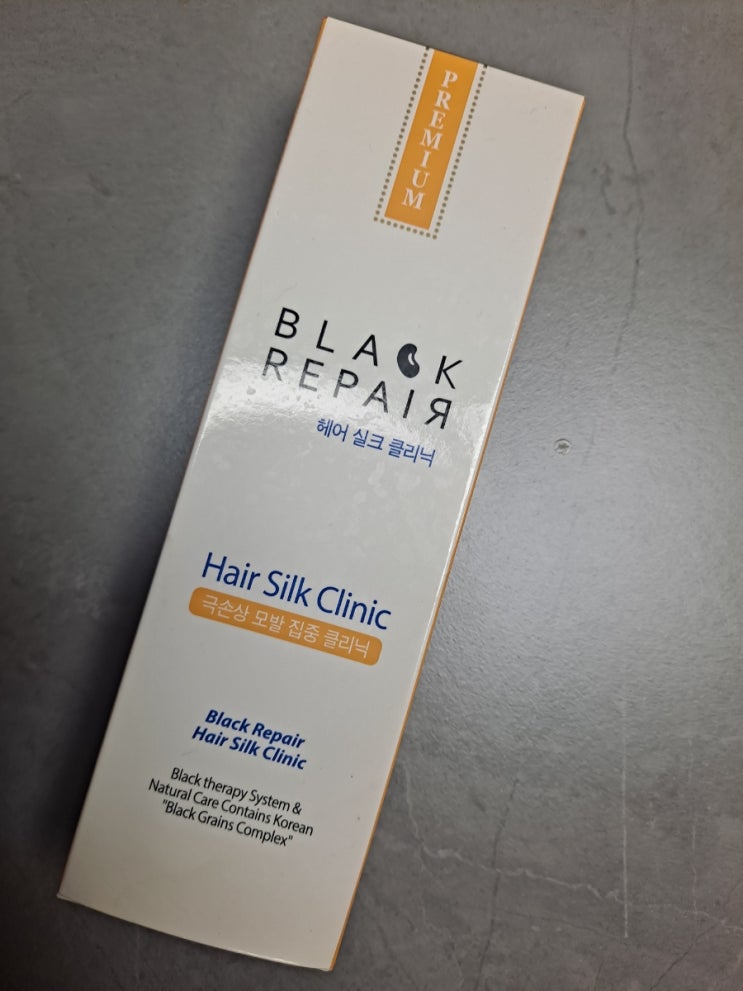 PREMIUM
BLACK
REPAIR
헤어 실크 클리닉
Hair Silk Clinic
극손상 모발 집중 클리닉
Black Repair
Hair Silk Clinic
Black therapy System &
Natural Care Contains Korean
"Black Grains Complex"